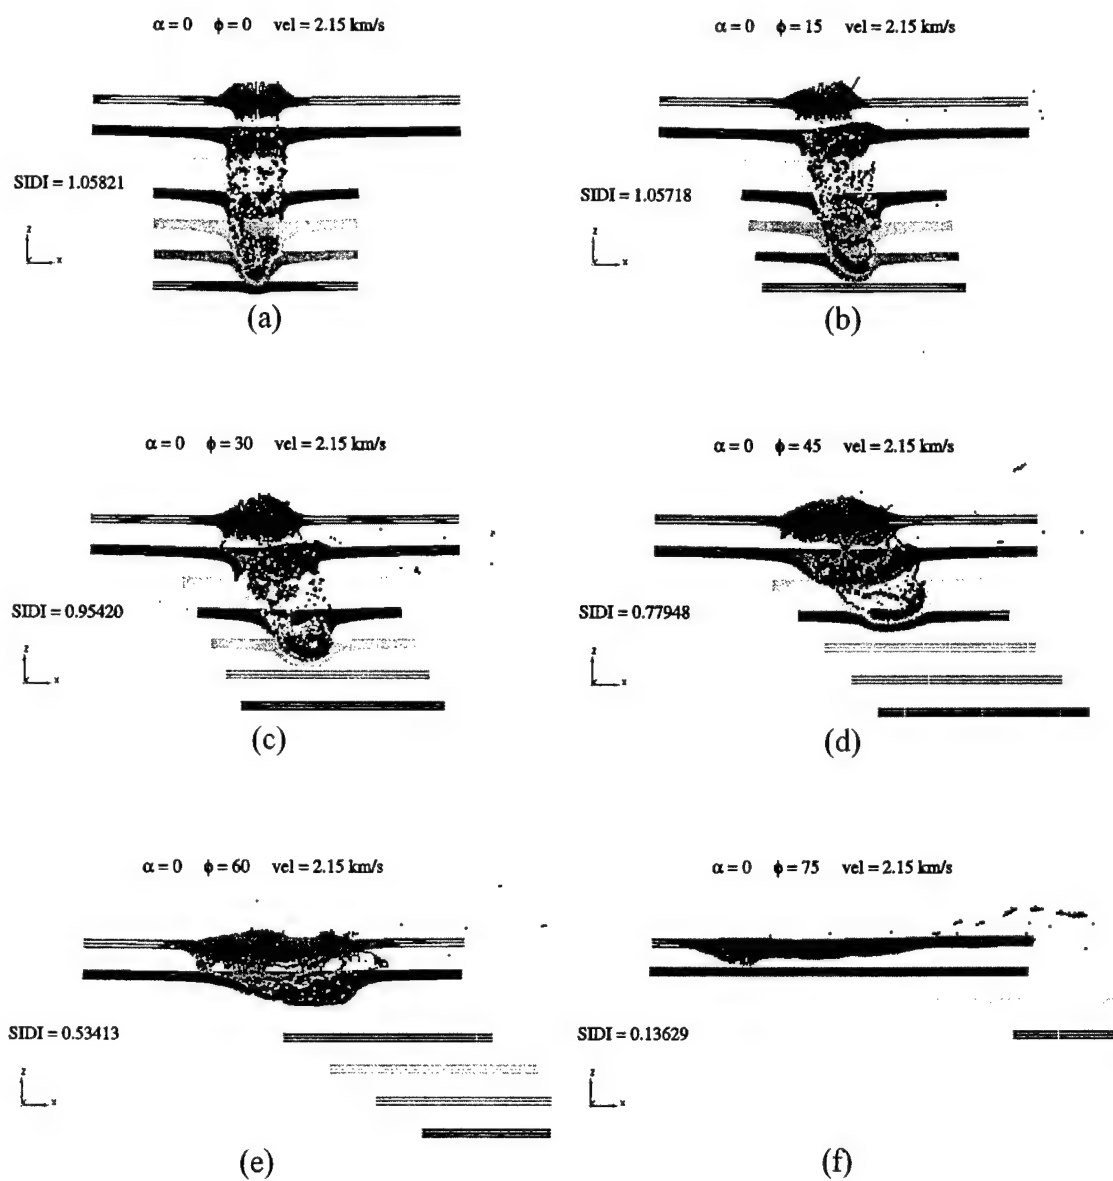 α = 0 ϕ = 0 vel = 2.15 km/s
SIDI = 1.05821
z
x
(a)
α = 0 ϕ = 15 vel = 2.15 km/s
SIDI = 1.05718
z
x
(b)
α = 0 ϕ = 30 vel = 2.15 km/s
SIDI = 0.95420
z
x
(c)
α = 0 ϕ = 45 vel = 2.15 km/s
SIDI = 0.77948
z
x
(d)
α = 0 ϕ = 60 vel = 2.15 km/s
SIDI = 0.53413
z
x
(e)
α = 0 ϕ = 75 vel = 2.15 km/s
SIDI = 0.13629
z
x
(f)